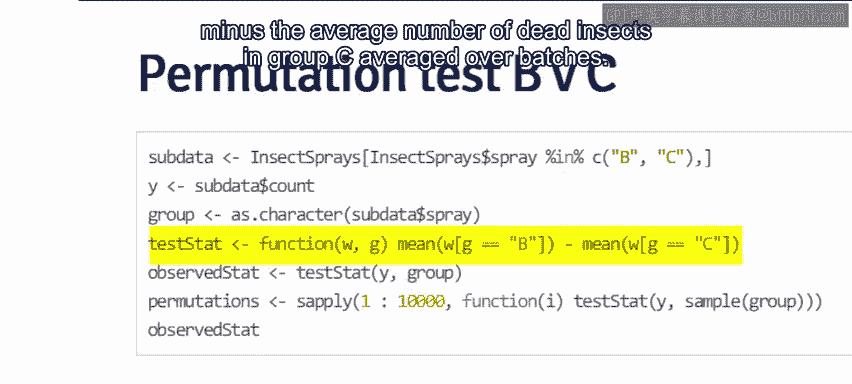 minus the average number of dead insects
in group C averaged over batches.
Permutation test B v C
subdata <- InsectSprays[InsectSprays$spray %in% c("B", "C"),]
y <- subdata$count
group <- as.character(subdata$spray)
testStat <- function(w, g) mean(w[g == "B"]) - mean(w[g == "C"])
observedStat <- testStat(y, group)
permutations <- sapply(1 : 10000, function(i) testStat(y, sample(group)))
observedStat